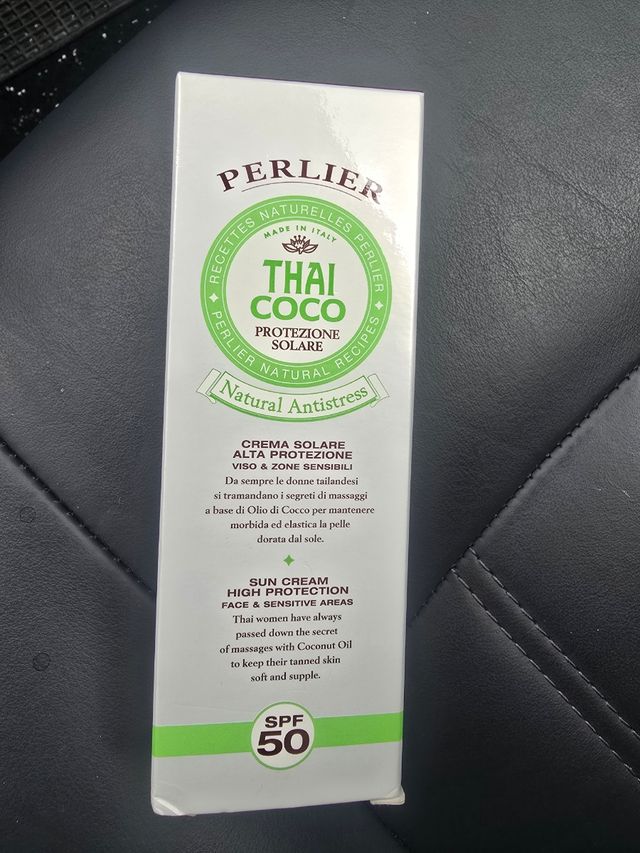 PERLIER
RECETTES NATURELLES PERLIER
MADE IN ITALY
THAI
COCO
PROTEZIONE
SOLARE
PERLIER NATURAL RECIPES
Natural Antistress
CREMA SOLARE
ALTA PROTEZIONE
VISO & ZONE SENSIBILI
Da sempre le donne tailandesi
si tramandano i segreti di massaggi
a base di Olio di Cocco per mantenere
morbida ed elastica la pelle
dorata dal sole.
SUN CREAM
HIGH PROTECTION
FACE & SENSITIVE AREAS
Thai women have always
passed down the secret
of massages with Coconut Oil
to keep their tanned skin
soft and supple.
SPF
50